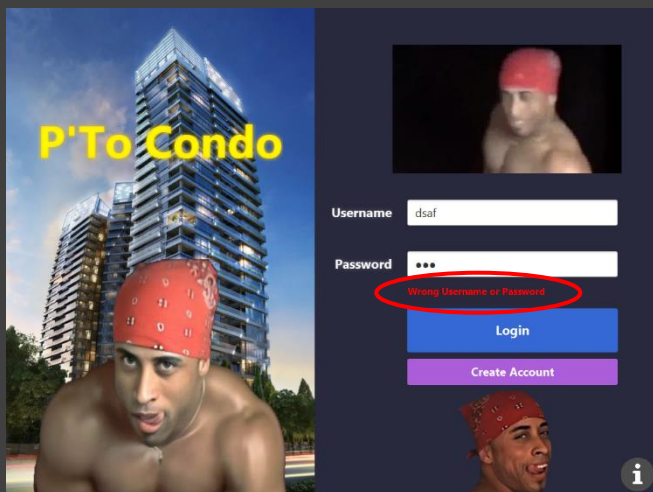 P'To Condo
Username
dsaf
Password
Wrong Username or Password
Login
Create Account
i